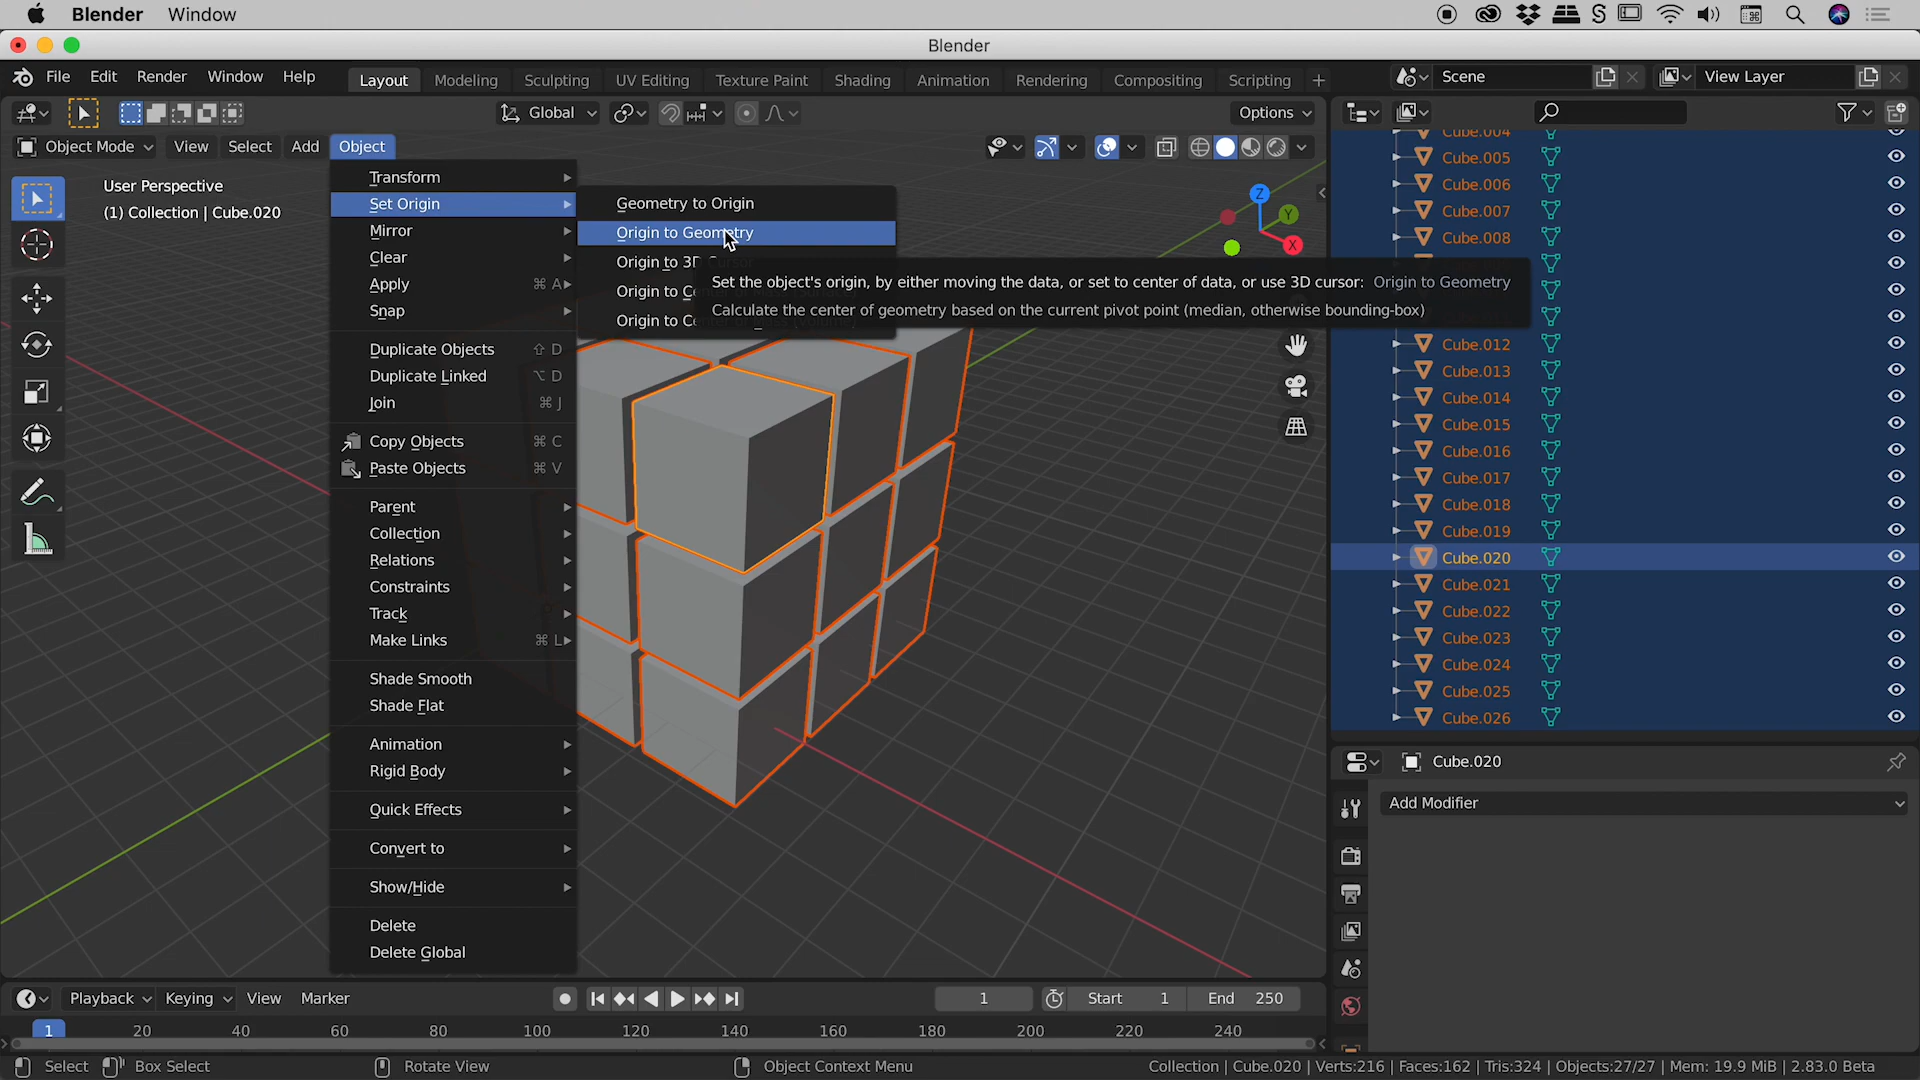 Blender Window
Blender
File Edit Render Window Help Layout Modeling Sculpting UV Editing Texture Paint Shading Animation Rendering Compositing Scripting + Scene View Layer
Global Options
Object Mode View Select Add Object
User Perspective
(1) Collection | Cube.020
Transform
Set Origin
Mirror
Clear
Apply ⌘ A
Snap
Duplicate Objects ⇧ D
Duplicate Linked ⌥ D
Join ⌘ J
Copy Objects ⌘ C
Paste Objects ⌘ V
Parent
Collection
Relations
Constraints
Track
Make Links ⌘ L
Shade Smooth
Shade Flat
Animation
Rigid Body
Quick Effects
Convert to
Show/Hide
Delete
Delete Global
Geometry to Origin
Origin to Geometry
Origin to 3D Cursor
Origin to Ce
Origin to Ce
Set the object's origin, by either moving the data, or set to center of data, or use 3D cursor: Origin to Geometry
Calculate the center of geometry based on the current pivot point (median, otherwise bounding-box)
Z
Y
X
Cube.004
Cube.005
Cube.006
Cube.007
Cube.008
Cube.012
Cube.013
Cube.014
Cube.015
Cube.016
Cube.017
Cube.018
Cube.019
Cube.020
Cube.021
Cube.022
Cube.023
Cube.024
Cube.025
Cube.026
Cube.020
Add Modifier
Playback Keying View Marker 1 Start 1 End 250
1 20 40 60 80 100 120 140 160 180 200 220 240
Select Box Select Rotate View Object Context Menu Collection | Cube.020 | Verts:216 | Faces:162 | Tris:324 | Objects:27/27 | Mem: 19.9 MiB | 2.83.0 Beta